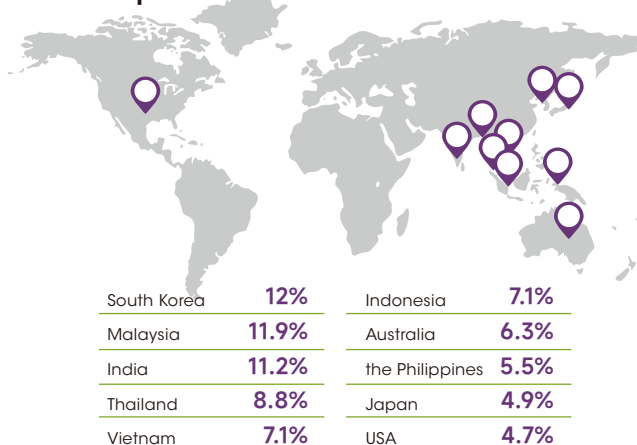 South Korea 12%
Malaysia 11.9%
India 11.2%
Thailand 8.8%
Vietnam 7.1%
Indonesia 7.1%
Australia 6.3%
the Philippines 5.5%
Japan 4.9%
USA 4.7%